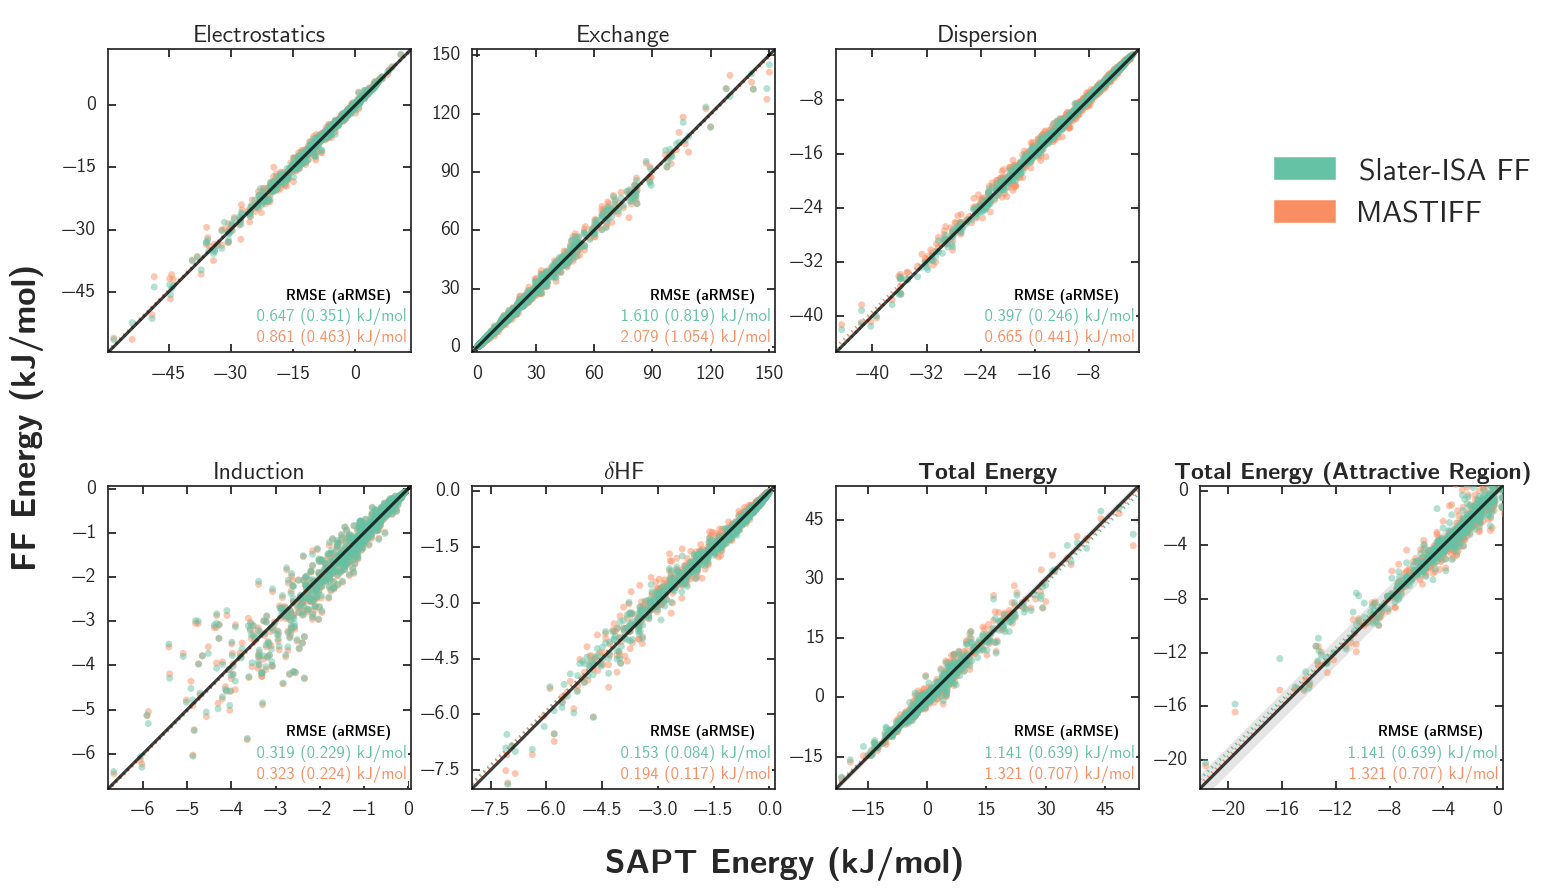 Electrostatics
Exchange
Dispersion
0
−15
−30
−45
−45
−30
−15
0
RMSE (aRMSE)
0.647 (0.351) kJ/mol
0.861 (0.463) kJ/mol
150
120
90
60
30
0
0
30
60
90
120
150
RMSE (aRMSE)
1.610 (0.819) kJ/mol
2.079 (1.054) kJ/mol
−8
−16
−24
−32
−40
−40
−32
−24
−16
−8
RMSE (aRMSE)
0.397 (0.246) kJ/mol
0.665 (0.441) kJ/mol
Slater-ISA FF
MASTIFF
FF Energy (kJ/mol)
Induction
δHF
Total Energy
Total Energy (Attractive Region)
0
−1
−2
−3
−4
−5
−6
−6
−5
−4
−3
−2
−1
0
RMSE (aRMSE)
0.319 (0.229) kJ/mol
0.323 (0.224) kJ/mol
0.0
−1.5
−3.0
−4.5
−6.0
−7.5
−7.5
−6.0
−4.5
−3.0
−1.5
0.0
RMSE (aRMSE)
0.153 (0.084) kJ/mol
0.194 (0.117) kJ/mol
45
30
15
0
−15
−15
0
15
30
45
RMSE (aRMSE)
1.141 (0.639) kJ/mol
1.321 (0.707) kJ/mol
0
−4
−8
−12
−16
−20
−20
−16
−12
−8
−4
0
RMSE (aRMSE)
1.141 (0.639) kJ/mol
1.321 (0.707) kJ/mol
SAPT Energy (kJ/mol)